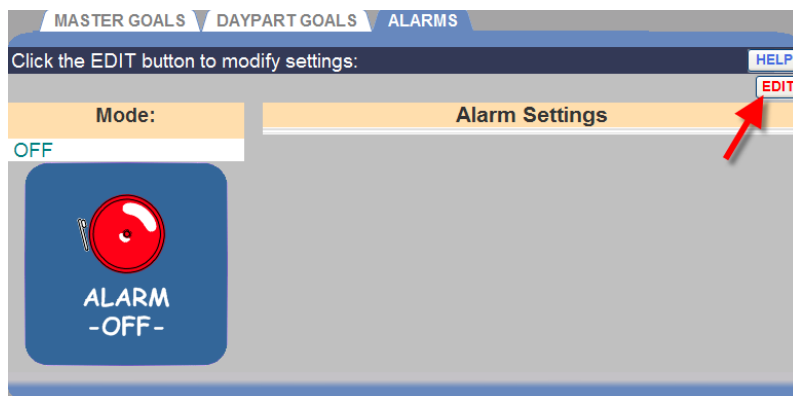 MASTER GOALS
DAYPART GOALS
ALARMS
Click the EDIT button to modify settings:
HELP
EDIT
Mode:
Alarm Settings
OFF
ALARM
-OFF-